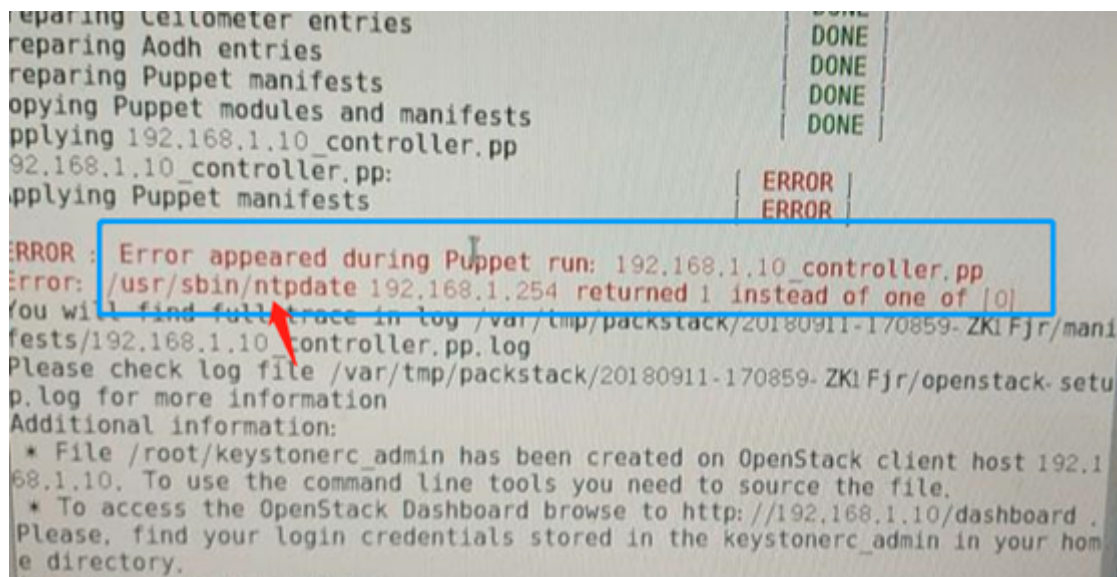 reparing Ceilometer entries [ DONE ]
reparing Aodh entries [ DONE ]
reparing Puppet manifests [ DONE ]
opying Puppet modules and manifests [ DONE ]
pplying 192.168.1.10_controller.pp
92.168.1.10_controller.pp: [ ERROR ]
pplying Puppet manifests [ ERROR ]
ERROR : Error appeared during Puppet run: 192.168.1.10_controller.pp
Error: /usr/sbin/ntpdate 192.168.1.254 returned 1 instead of one of [0]
You will find full trace in log /var/tmp/packstack/20180911-170859-ZK1Fjr/mani
fests/192.168.1.10_controller.pp.log
Please check log file /var/tmp/packstack/20180911-170859-ZK1Fjr/openstack-setu
p.log for more information
Additional information:
* File /root/keystonerc_admin has been created on OpenStack client host 192.1
68.1.10. To use the command line tools you need to source the file.
* To access the OpenStack Dashboard browse to http://192.168.1.10/dashboard .
Please, find your login credentials stored in the keystonerc_admin in your hom
e directory.